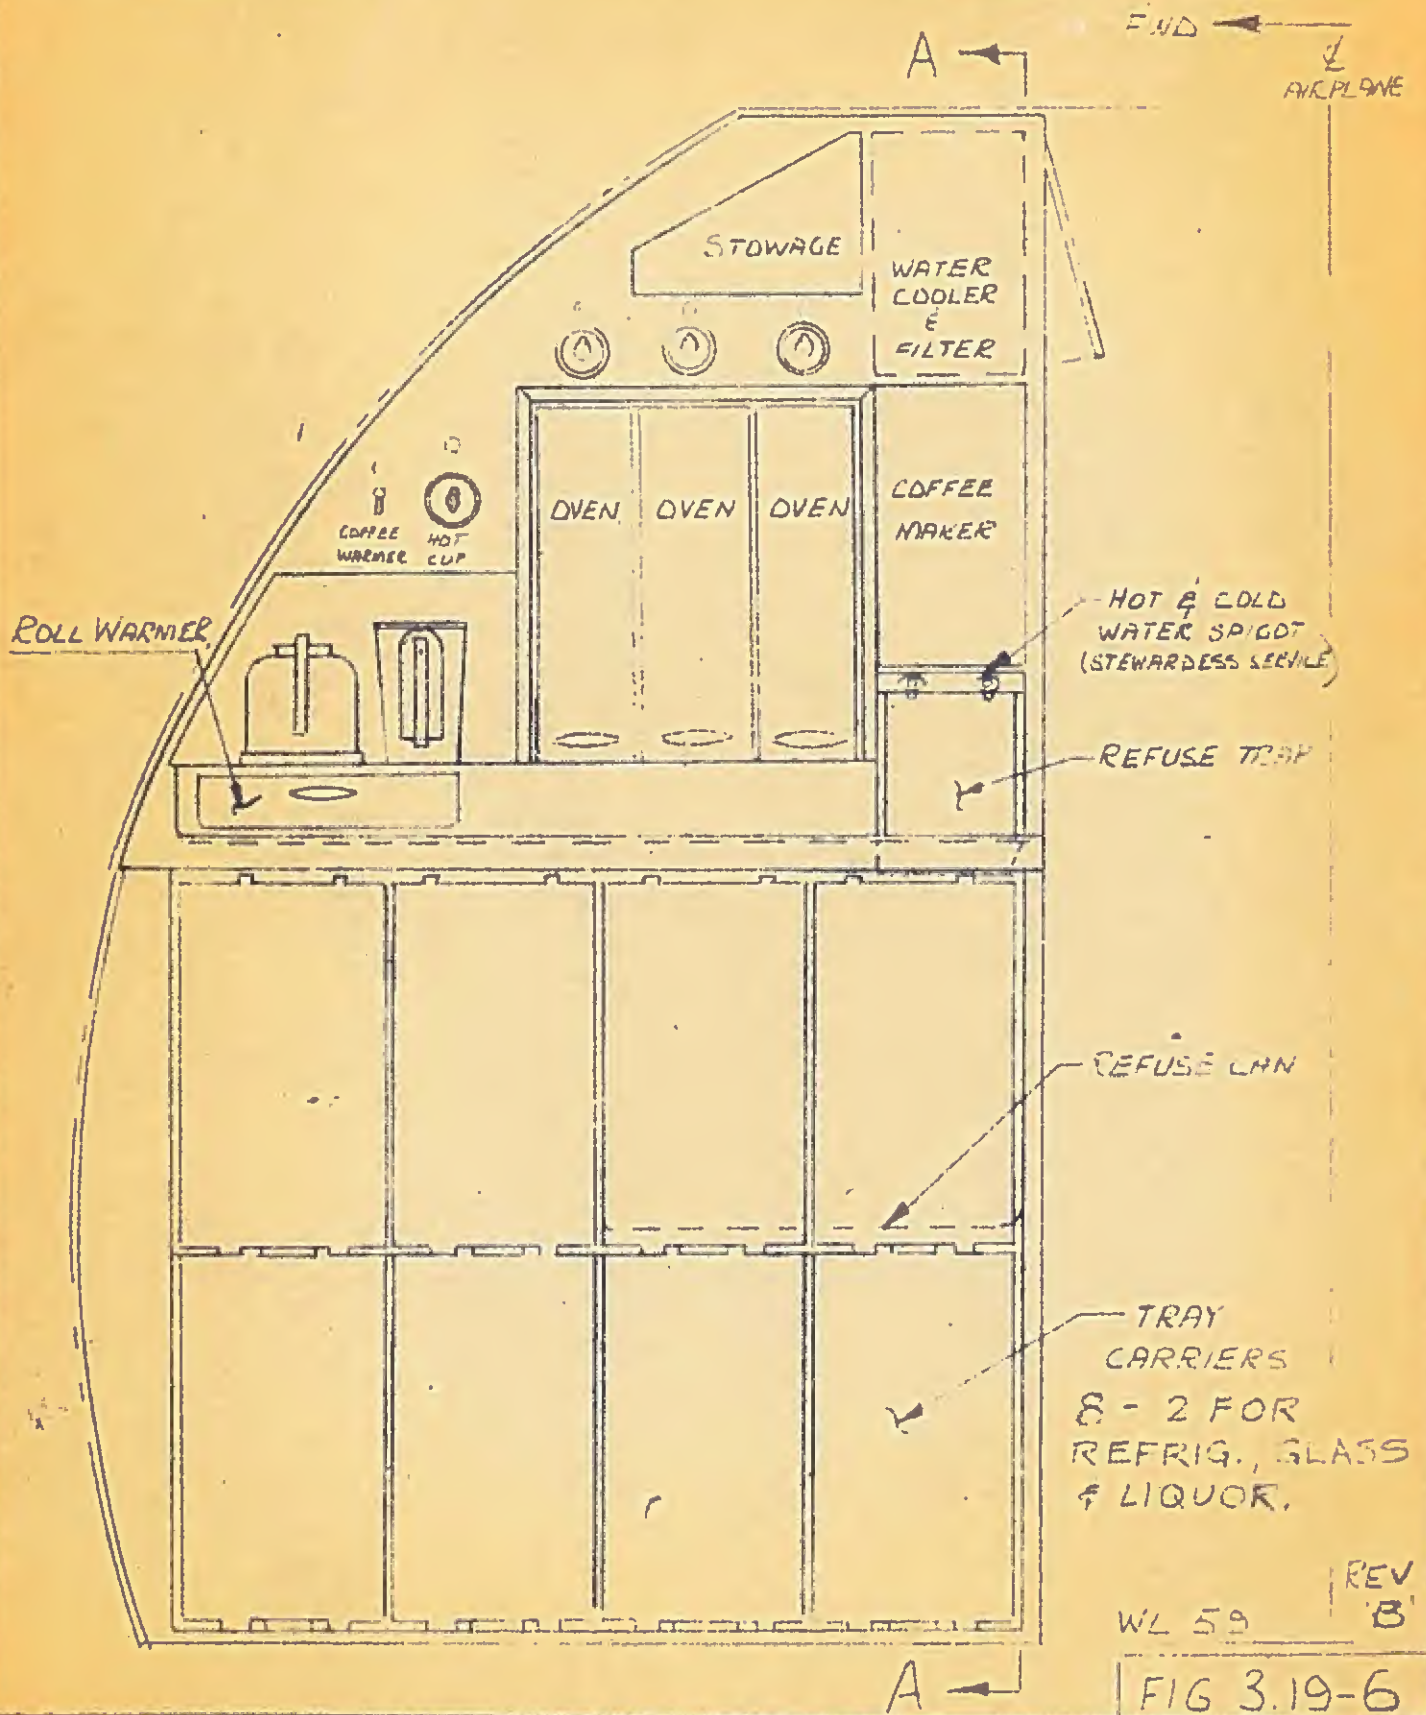 FWD
A
℄
AIRPLANE
STOWAGE
WATER
COOLER
&
FILTER
OVEN
OVEN
OVEN
COFFEE
MAKER
COFFEE
WARMER
HOT
CUP
ROLL WARMER
HOT & COLD
WATER SPIGOT
(STEWARDESS SERVICE)
REFUSE TRAP
REFUSE CAN
TRAY
CARRIERS
8 - 2 FOR
REFRIG., GLASS
& LIQUOR.
REV
'B'
WL 59
A
FIG 3.19-6